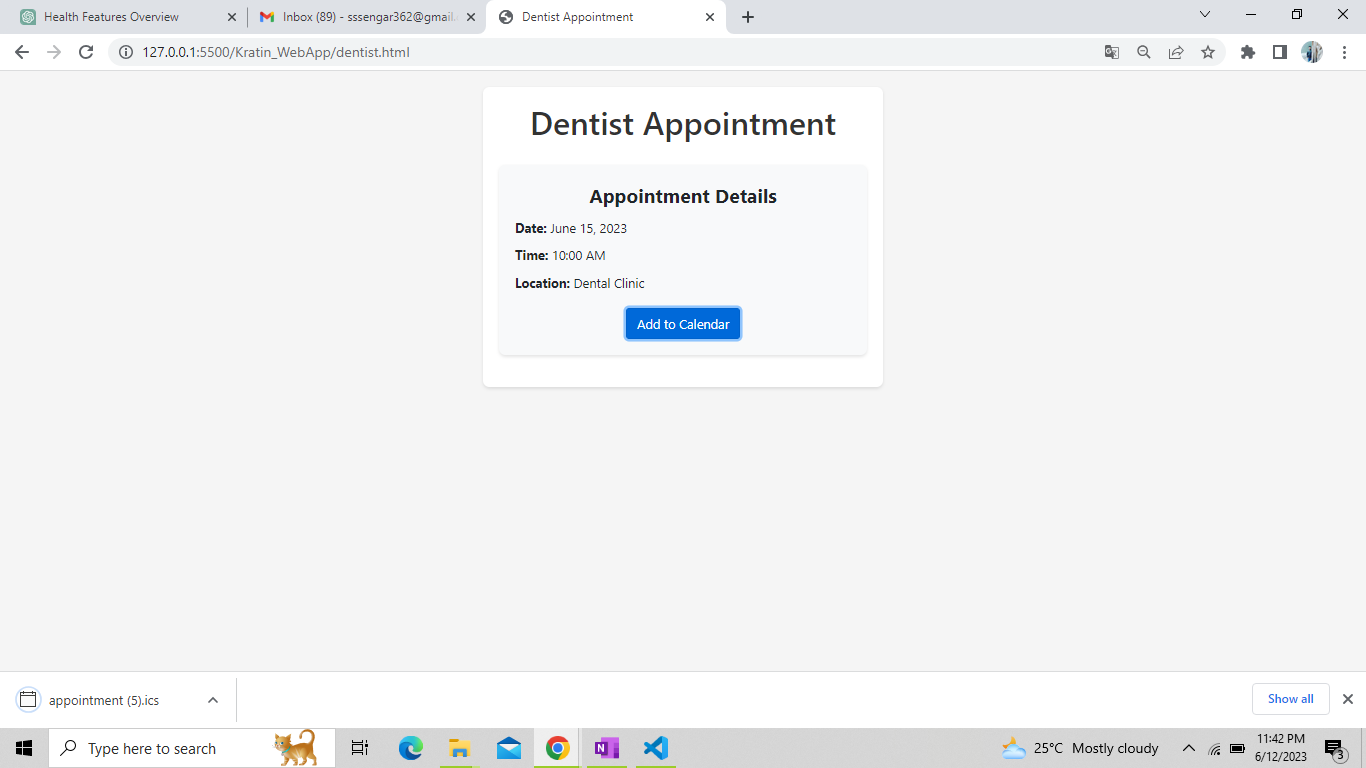 Health Features Overview
Inbox (89) - sssengar362@gmail.
Dentist Appointment
127.0.0.1:5500/Kratin_WebApp/dentist.html
Dentist Appointment
Appointment Details
Date: June 15, 2023
Time: 10:00 AM
Location: Dental Clinic
Add to Calendar
appointment (5).ics
Show all
Type here to search
N
25°C Mostly cloudy
11:42 PM
6/12/2023
3